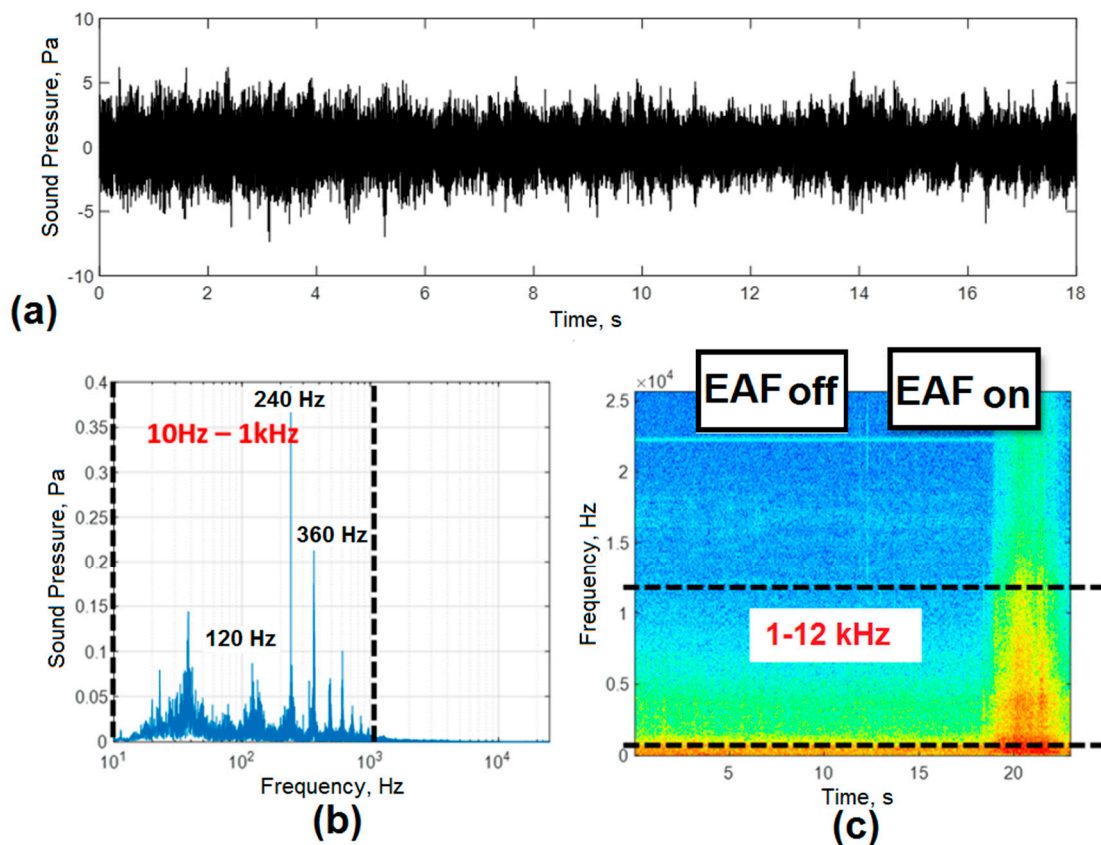 10
5
0
-5
-10
Sound Pressure, Pa
0 2 4 6 8 10 12 14 16 18
Time, s
(a)
0.4
0.35
0.3
0.25
0.2
0.15
0.1
0.05
0
Sound Pressure, Pa
10Hz – 1kHz
240 Hz
360 Hz
120 Hz
10¹ 10² 10³ 10⁴
Frequency, Hz
(b)
×10⁴
EAF off
EAF on
2.5
2
1.5
1
0.5
0
Frequency, Hz
1-12 kHz
5 10 15 20
Time, s
(c)